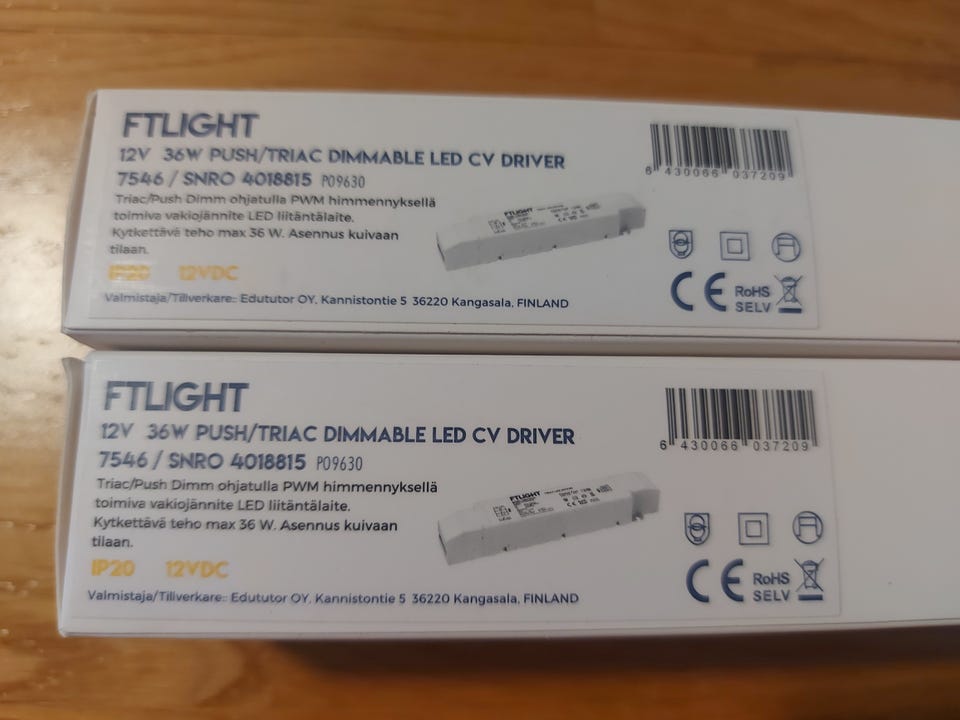 FTLIGHT
12V 36W PUSH/TRIAC DIMMABLE LED CV DRIVER
7546 / SNRO 4018815 P09630
Triac/Push Dimm ohjatulla PWM himmennyksellä
toimiva vakiojännite LED liitäntälaite.
Kytkettävä teho max 36 W. Asennus kuivaan
tilaan.
IP20 12VDC
Valmistaja/Tillverkare:: Edututor OY, Kannistontie 5 36220 Kangasala, FINLAND
6 430066 037209
FTLIGHT
CE RoHS
SELV
FTLIGHT
12V 36W PUSH/TRIAC DIMMABLE LED CV DRIVER
7546 / SNRO 4018815 P09630
Triac/Push Dimm ohjatulla PWM himmennyksellä
toimiva vakiojännite LED liitäntälaite.
Kytkettävä teho max 36 W. Asennus kuivaan
tilaan.
IP20 12VDC
Valmistaja/Tillverkare:: Edututor OY, Kannistontie 5 36220 Kangasala, FINLAND
6 430066 037209
FTLIGHT
CE RoHS
SELV